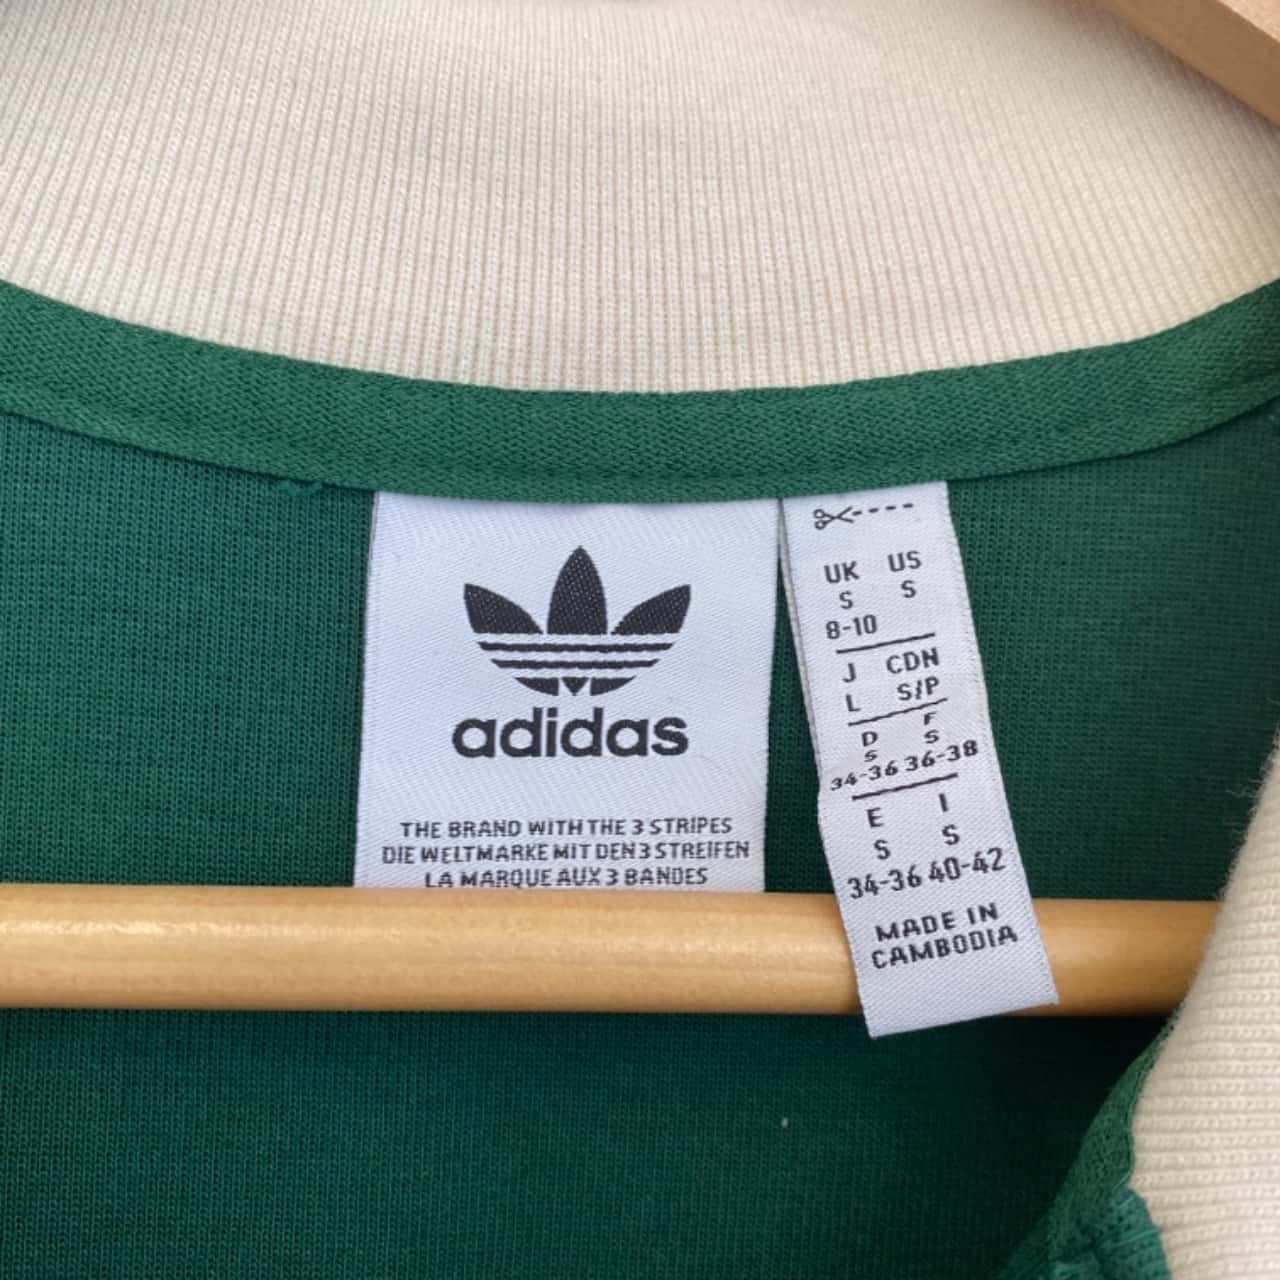 adidas
THE BRAND WITH THE 3 STRIPES
DIE WELTMARKE MIT DEN 3 STREIFEN
LA MARQUE AUX 3 BANDES
UK US
S S
8-10
J CDN
L S/P
D F
S S
34-36 36-38
E I
S S
34-36 40-42
MADE IN
CAMBODIA